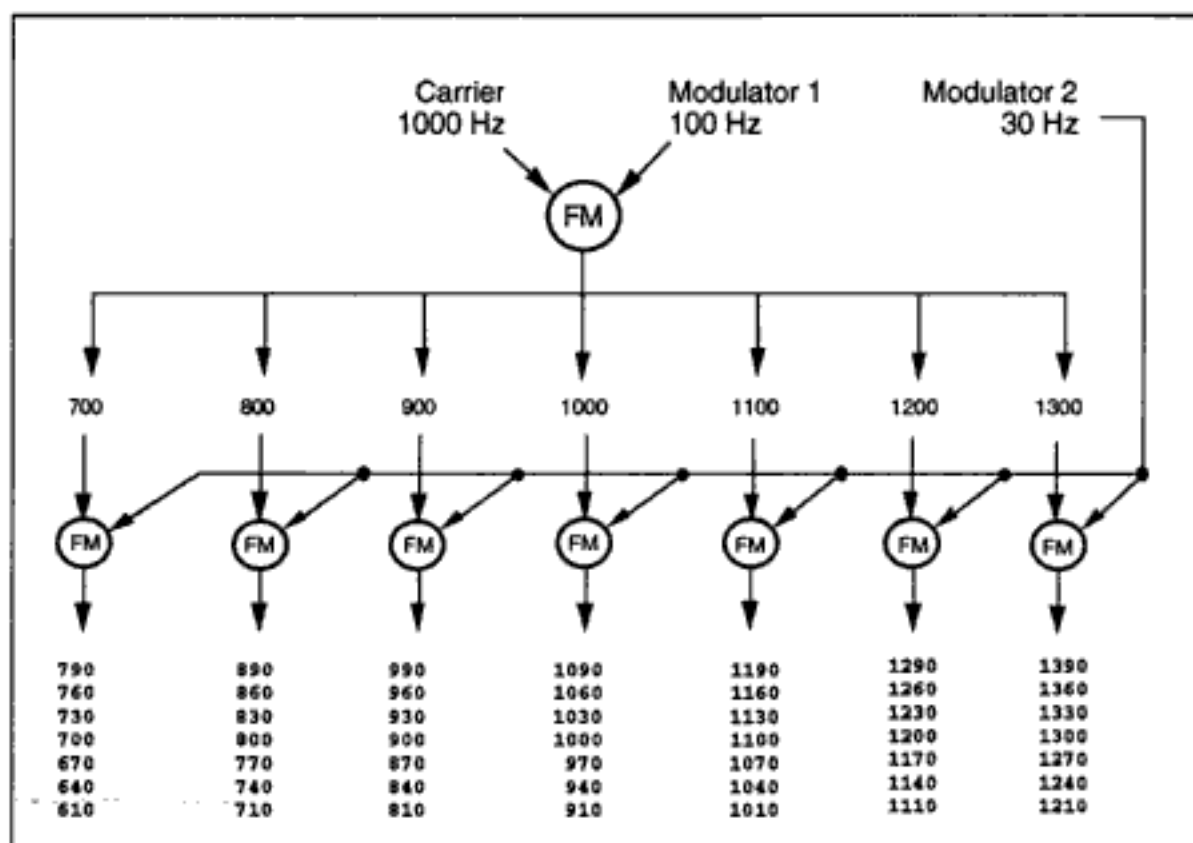 Carrier Modulator 1 Modulator 2
1000 Hz 100 Hz 30 Hz
FM
700 800 900 1000 1100 1200 1300
FM FM FM FM FM FM FM
790 890 990 1090 1190 1290 1390
760 860 960 1060 1160 1260 1360
730 830 930 1030 1130 1230 1330
700 800 900 1000 1100 1200 1300
670 770 870 970 1070 1170 1270
640 740 840 940 1040 1140 1240
610 710 810 910 1010 1110 1210